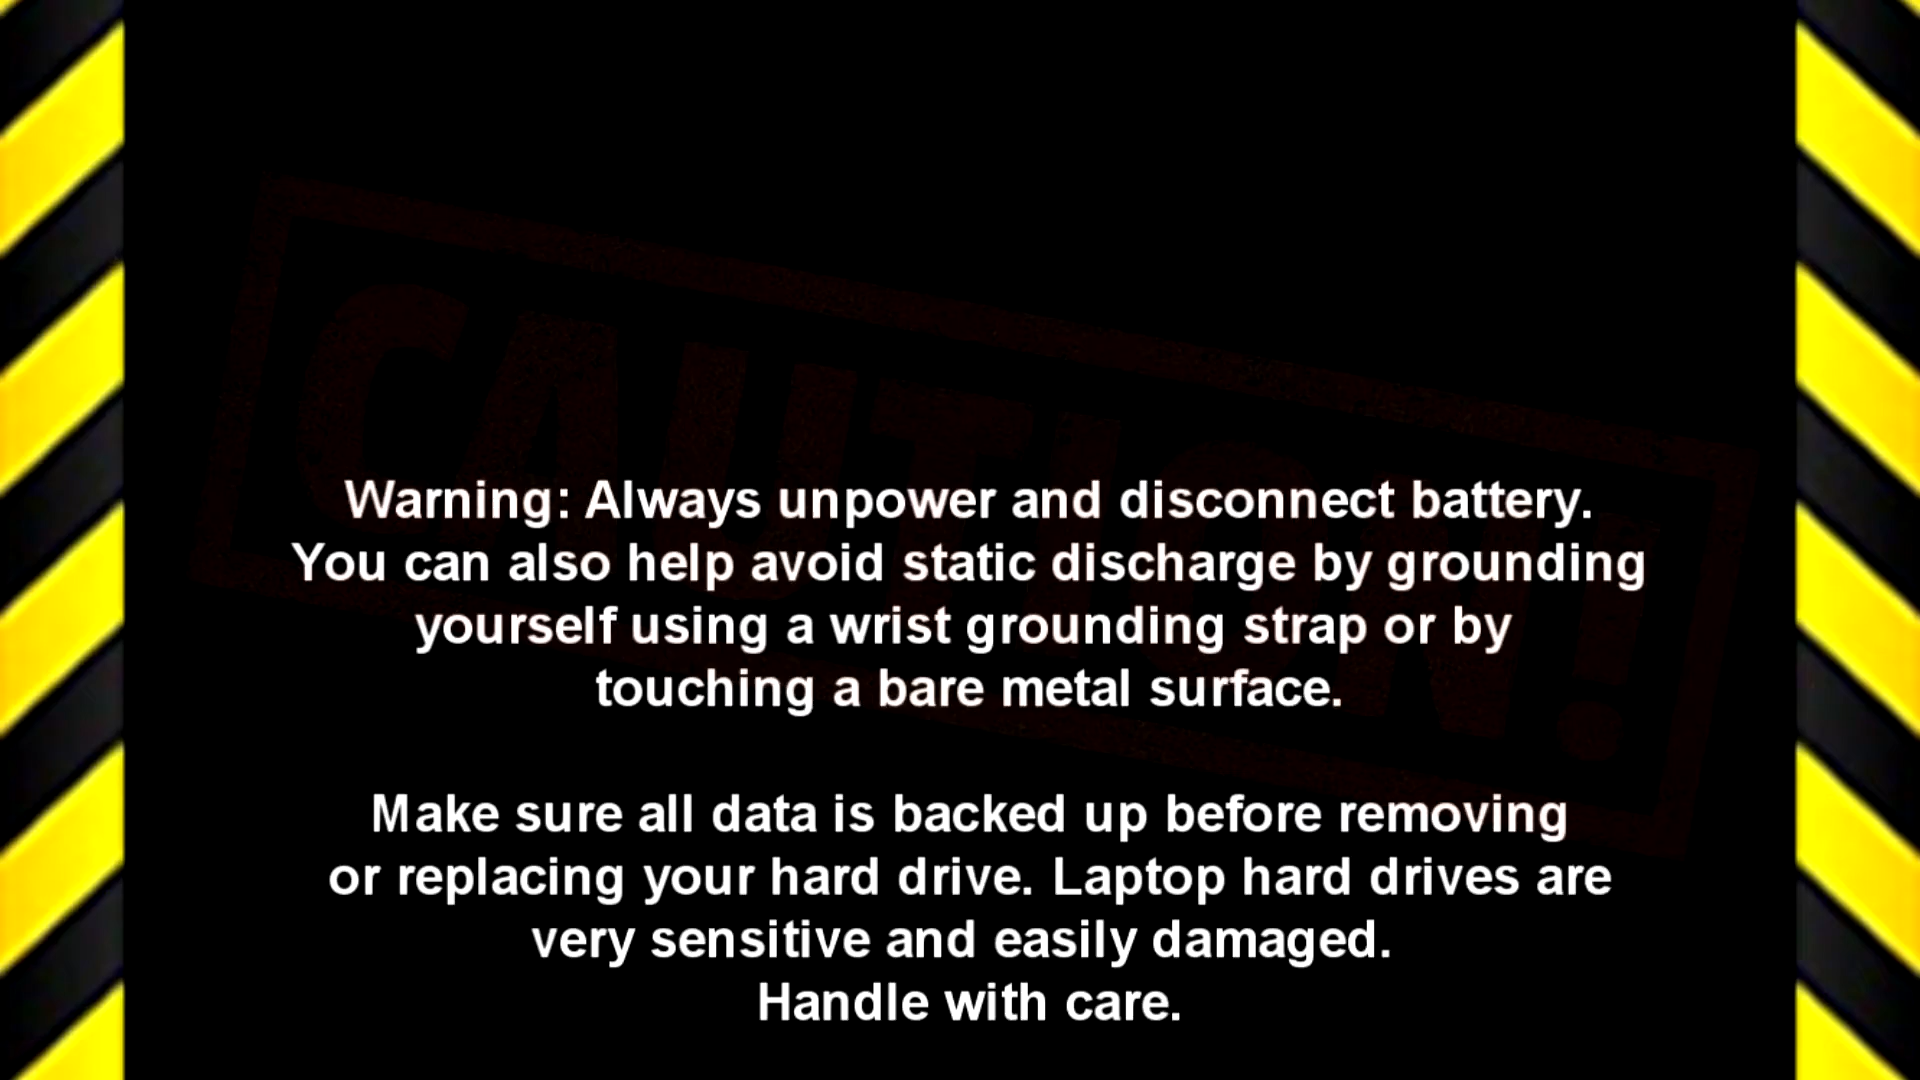 CAUTION!
Warning: Always unpower and disconnect battery.
You can also help avoid static discharge by grounding
yourself using a wrist grounding strap or by
touching a bare metal surface.
Make sure all data is backed up before removing
or replacing your hard drive. Laptop hard drives are
very sensitive and easily damaged.
Handle with care.